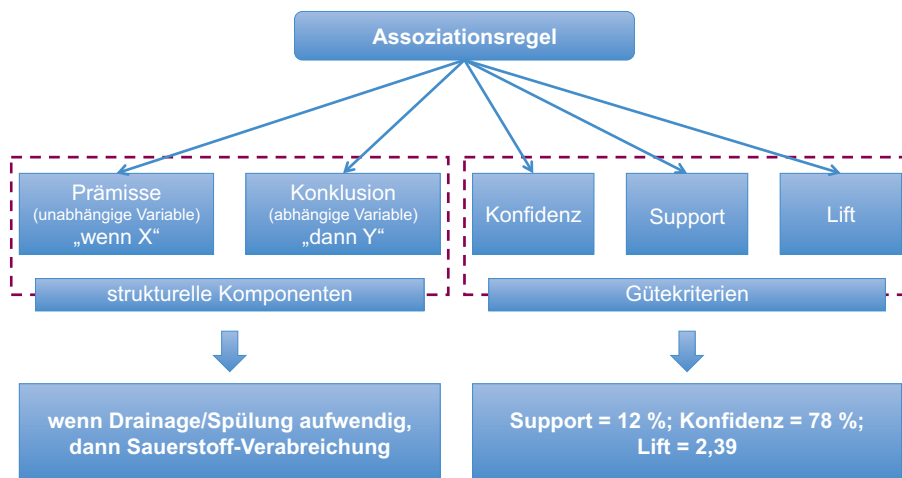 Assoziationsregel
Prämisse
(unabhängige Variable)
„wenn X“
Konklusion
(abhängige Variable)
„dann Y“
Konfidenz
Support
Lift
strukturelle Komponenten
Gütekriterien
wenn Drainage/Spülung aufwendig,
dann Sauerstoff-Verabreichung
Support = 12 %; Konfidenz = 78 %;
Lift = 2,39